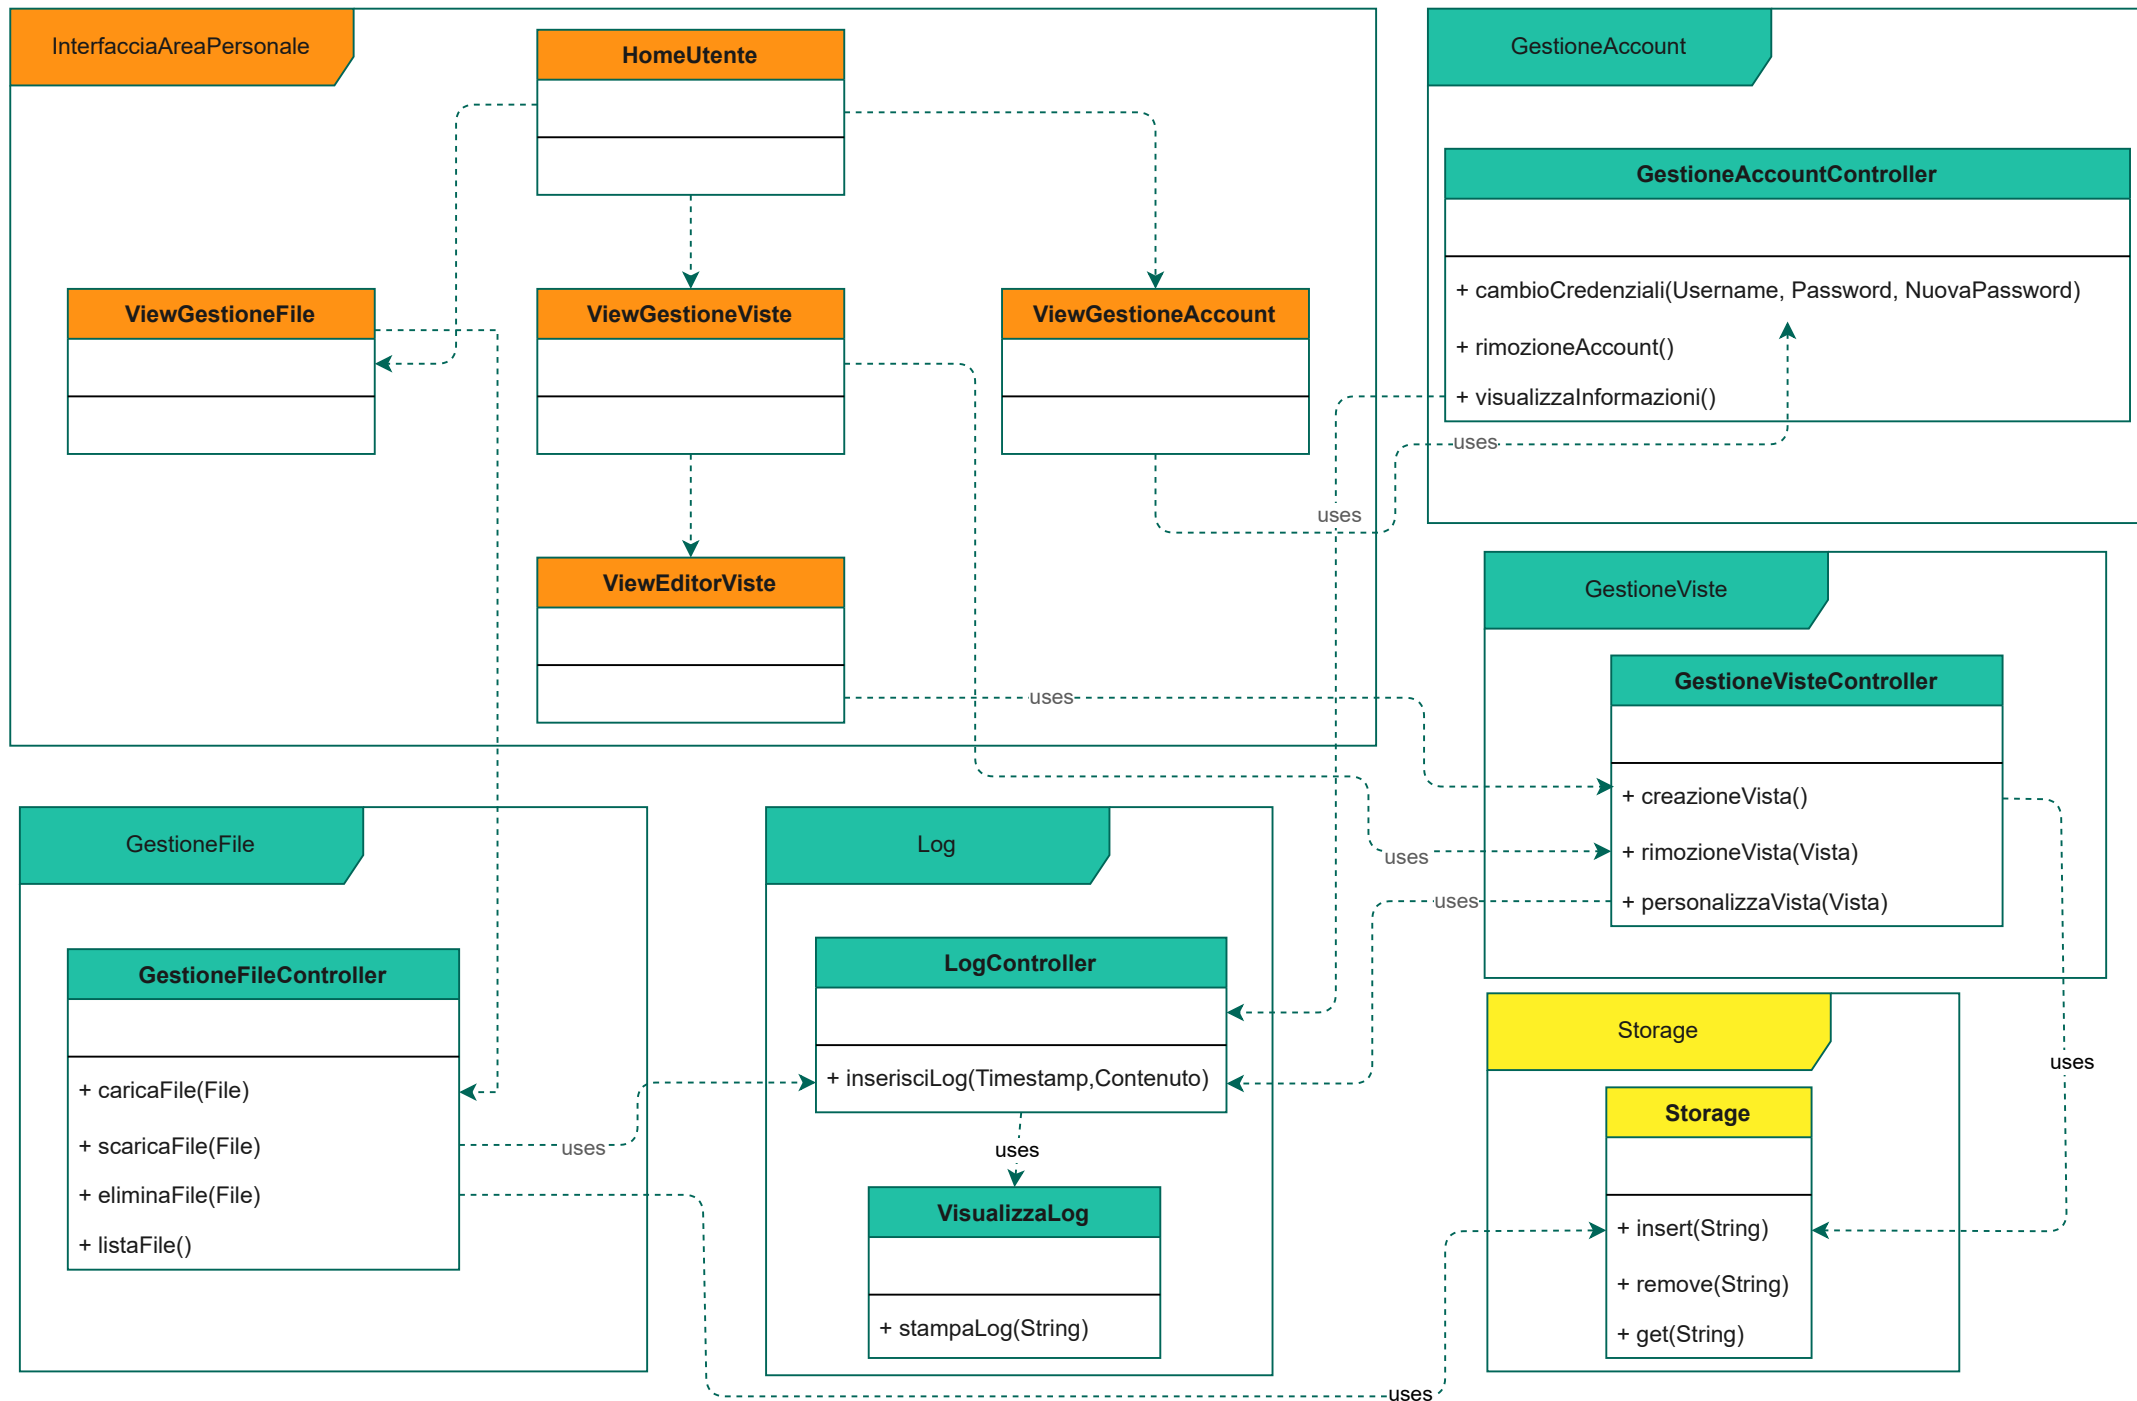 InterfacciaAreaPersonale
HomeUtente
ViewGestioneFile
ViewGestioneViste
ViewGestioneAccount
ViewEditorViste
uses
uses
uses
GestioneAccount
GestioneAccountController
+ cambioCredenziali(Username, Password, NuovaPassword)
+ rimozioneAccount()
+ visualizzaInformazioni()
GestioneViste
GestioneVisteController
+ creazioneVista()
+ rimozioneVista(Vista)
+ personalizzaVista(Vista)
uses
uses
uses
GestioneFile
GestioneFileController
+ caricaFile(File)
+ scaricaFile(File)
+ eliminaFile(File)
+ listaFile()
uses
Log
LogController
+ inserisciLog(Timestamp,Contenuto)
uses
VisualizzaLog
+ stampaLog(String)
Storage
Storage
+ insert(String)
+ remove(String)
+ get(String)
uses